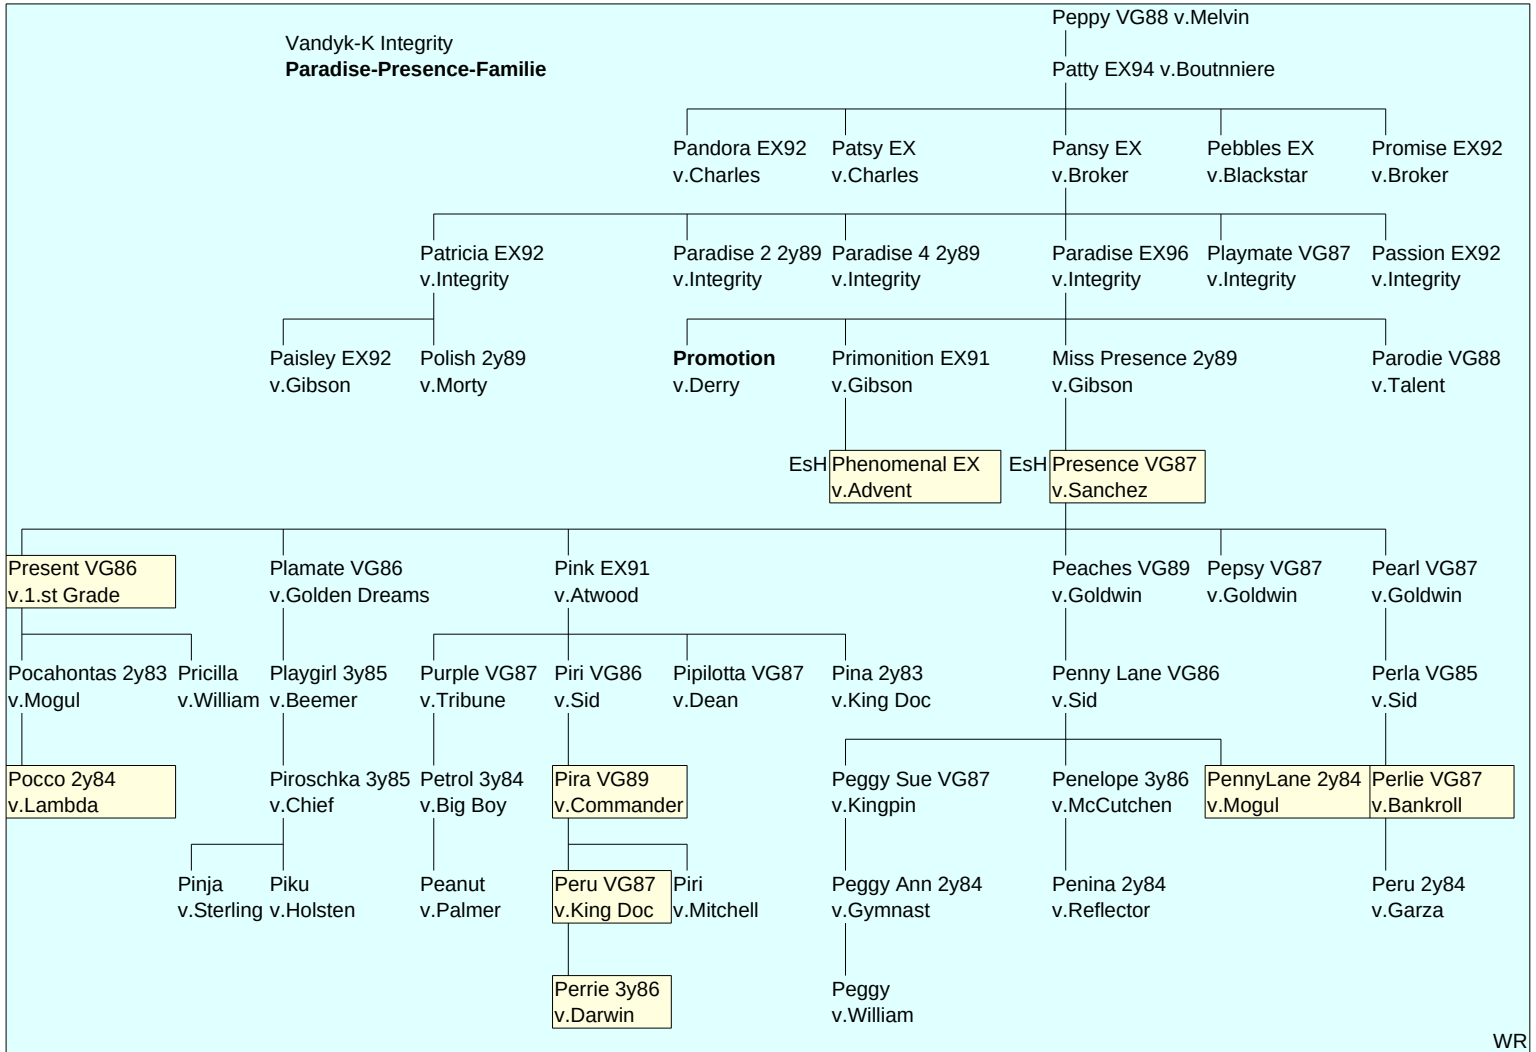 Peppy VG88 v.Melvin
Vandyk-K Integrity
Paradise-Presence-Familie
Patty EX94 v.Boutnniere
Pandora EX92 Patsy EX Pansy EX Pebbles EX Promise EX92
v.Charles v.Charles v.Broker v.Blackstar v.Broker
Patricia EX92 Paradise 2 2y89 Paradise 4 2y89 Paradise EX96 Playmate VG87 Passion EX92
v.Integrity v.Integrity v.Integrity v.Integrity v.Integrity v.Integrity
Paisley EX92 Polish 2y89 Promotion Primonition EX91 Miss Presence 2y89 Parodie VG88
v.Gibson v.Morty v.Derry v.Gibson v.Gibson v.Talent
EsH Phenomenal EX EsH Presence VG87
v.Advent v.Sanchez
Present VG86 Plamate VG86 Pink EX91 Peaches VG89 Pepsy VG87 Pearl VG87
v.1.st Grade v.Golden Dreams v.Atwood v.Goldwin v.Goldwin v.Goldwin
Pocahontas 2y83 Pricilla Playgirl 3y85 Purple VG87 Piri VG86 Pipilotta VG87 Pina 2y83 Penny Lane VG86 Perla VG85
v.Mogul v.William v.Beemer v.Tribune v.Sid v.Dean v.King Doc v.Sid v.Sid
Pocco 2y84 Piroschka 3y85 Petrol 3y84 Pira VG89 Peggy Sue VG87 Penelope 3y86 PennyLane 2y84 Perlie VG87
v.Lambda v.Chief v.Big Boy v.Commander v.Kingpin v.McCutchen v.Mogul v.Bankroll
Pinja Piku Peanut Peru VG87 Piri Peggy Ann 2y84 Penina 2y84 Peru 2y84
v.Sterling v.Holsten v.Palmer v.King Doc v.Mitchell v.Gymnast v.Reflector v.Garza
Perrie 3y86 Peggy
v.Darwin v.William
WR